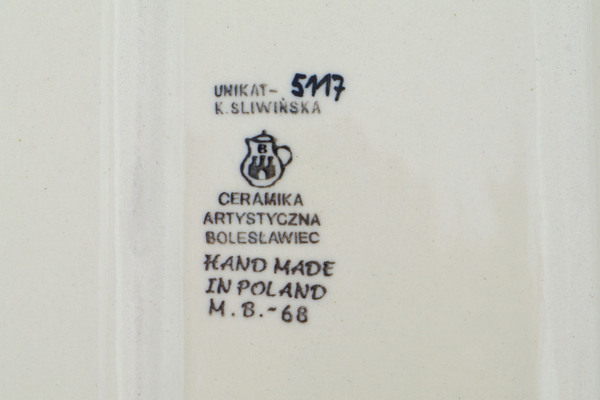 UNIKAT- 5117
K. SLIWIŃSKA
B
CERAMIKA
ARTYSTYCZNA
BOLESŁAWIEC
HAND MADE
IN POLAND
M.B.-68